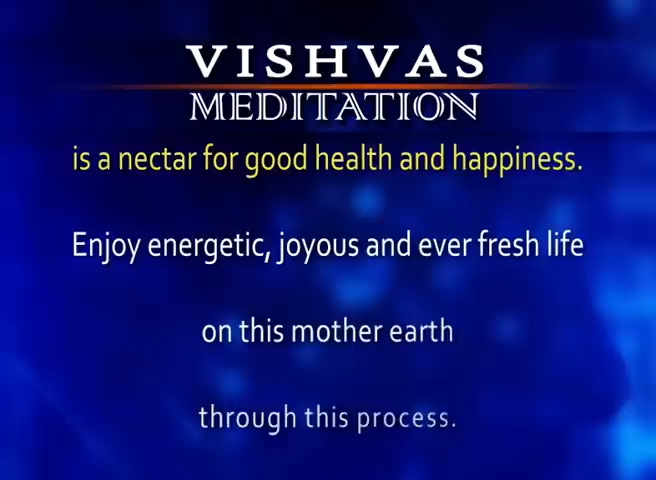 VISHVAS
MEDITATION
is a nectar for good health and happiness.
Enjoy energetic, joyous and ever fresh life
on this mother earth
through this process.